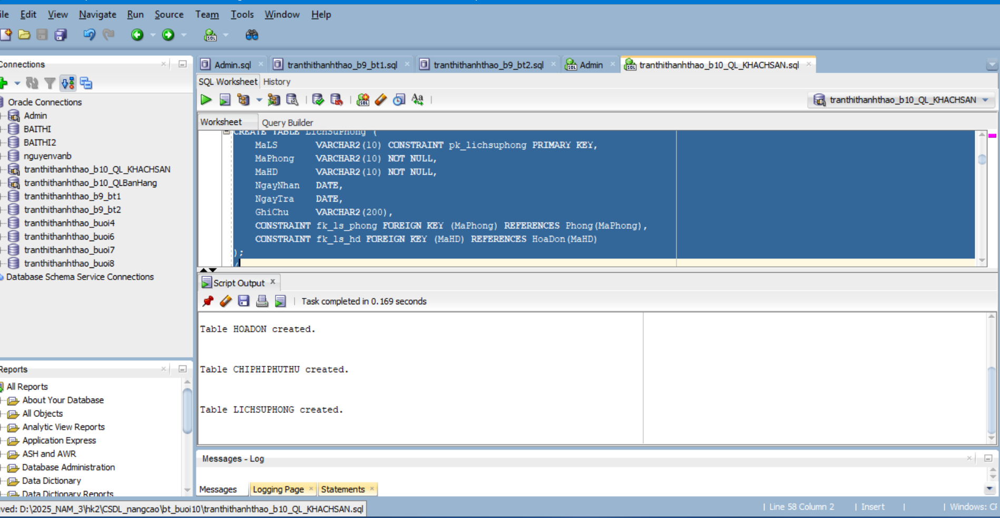 ile Edit View Navigate Run Source Team Tools Window Help
Connections
Oracle Connections
Admin
BAITHI
BAITHI2
nguyenvanb
tranthithanhthao_b10_QL_KHACHSAN
tranthithanhthao_b10_QLBanHang
tranthithanhthao_b9_bt1
tranthithanhthao_b9_bt2
tranthithanhthao_buoi4
tranthithanhthao_buoi6
tranthithanhthao_buoi7
tranthithanhthao_buoi8
Database Schema Service Connections
Reports
All Reports
About Your Database
All Objects
Analytic View Reports
Application Express
ASH and AWR
Database Administration
Data Dictionary
Data Dictionary Reports
Admin.sql tranthithanhthao_b9_bt1.sql tranthithanhthao_b9_bt2.sql Admin tranthithanhthao_b10_QL_KHACHSAN.sql
SQL Worksheet History
tranthithanhthao_b10_QL_KHACHSAN
Worksheet Query Builder
CREATE TABLE LichSuPhong (
MaLS VARCHAR2(10) CONSTRAINT pk_lichsuphong PRIMARY KEY,
MaPhong VARCHAR2(10) NOT NULL,
MaHD VARCHAR2(10) NOT NULL,
NgayNhan DATE,
NgayTra DATE,
GhiChu VARCHAR2(200),
CONSTRAINT fk_ls_phong FOREIGN KEY (MaPhong) REFERENCES Phong(MaPhong),
CONSTRAINT fk_ls_hd FOREIGN KEY (MaHD) REFERENCES HoaDon(MaHD)
);
/
Script Output
Task completed in 0.169 seconds
Table HOADON created.
Table CHIPHIPHUTHU created.
Table LICHSUPHONG created.
Messages - Log
Messages Logging Page Statements
ved: D:\2025_NAM_3\hk2\CSDL_nangcao\bt_buoi10\tranthithanhthao_b10_QL_KHACHSAN.sql
| Line 58 Column 2 | Insert | | Windows: CF